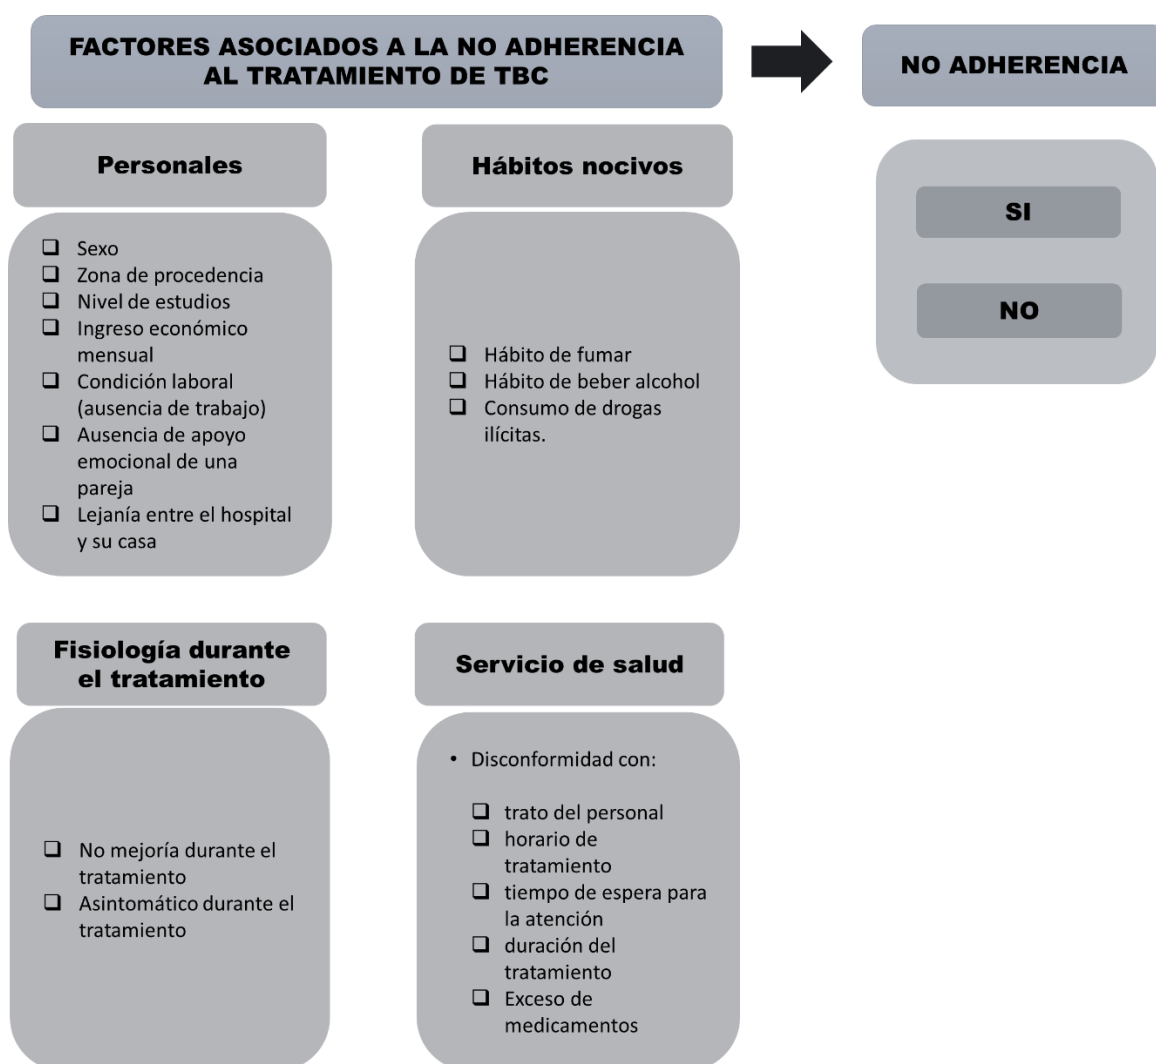 FACTORES ASOCIADOS A LA NO ADHERENCIA
AL TRATAMIENTO DE TBC
NO ADHERENCIA
Personales
❑ Sexo
❑ Zona de procedencia
❑ Nivel de estudios
❑ Ingreso económico
mensual
❑ Condición laboral
(ausencia de trabajo)
❑ Ausencia de apoyo
emocional de una
pareja
❑ Lejanía entre el hospital
y su casa
Hábitos nocivos
❑ Hábito de fumar
❑ Hábito de beber alcohol
❑ Consumo de drogas
ilícitas.
SI
NO
Fisiología durante
el tratamiento
❑ No mejoría durante el
tratamiento
❑ Asintomático durante el
tratamiento
Servicio de salud
• Disconformidad con:
❑ trato del personal
❑ horario de
tratamiento
❑ tiempo de espera para
la atención
❑ duración del
tratamiento
❑ Exceso de
medicamentos